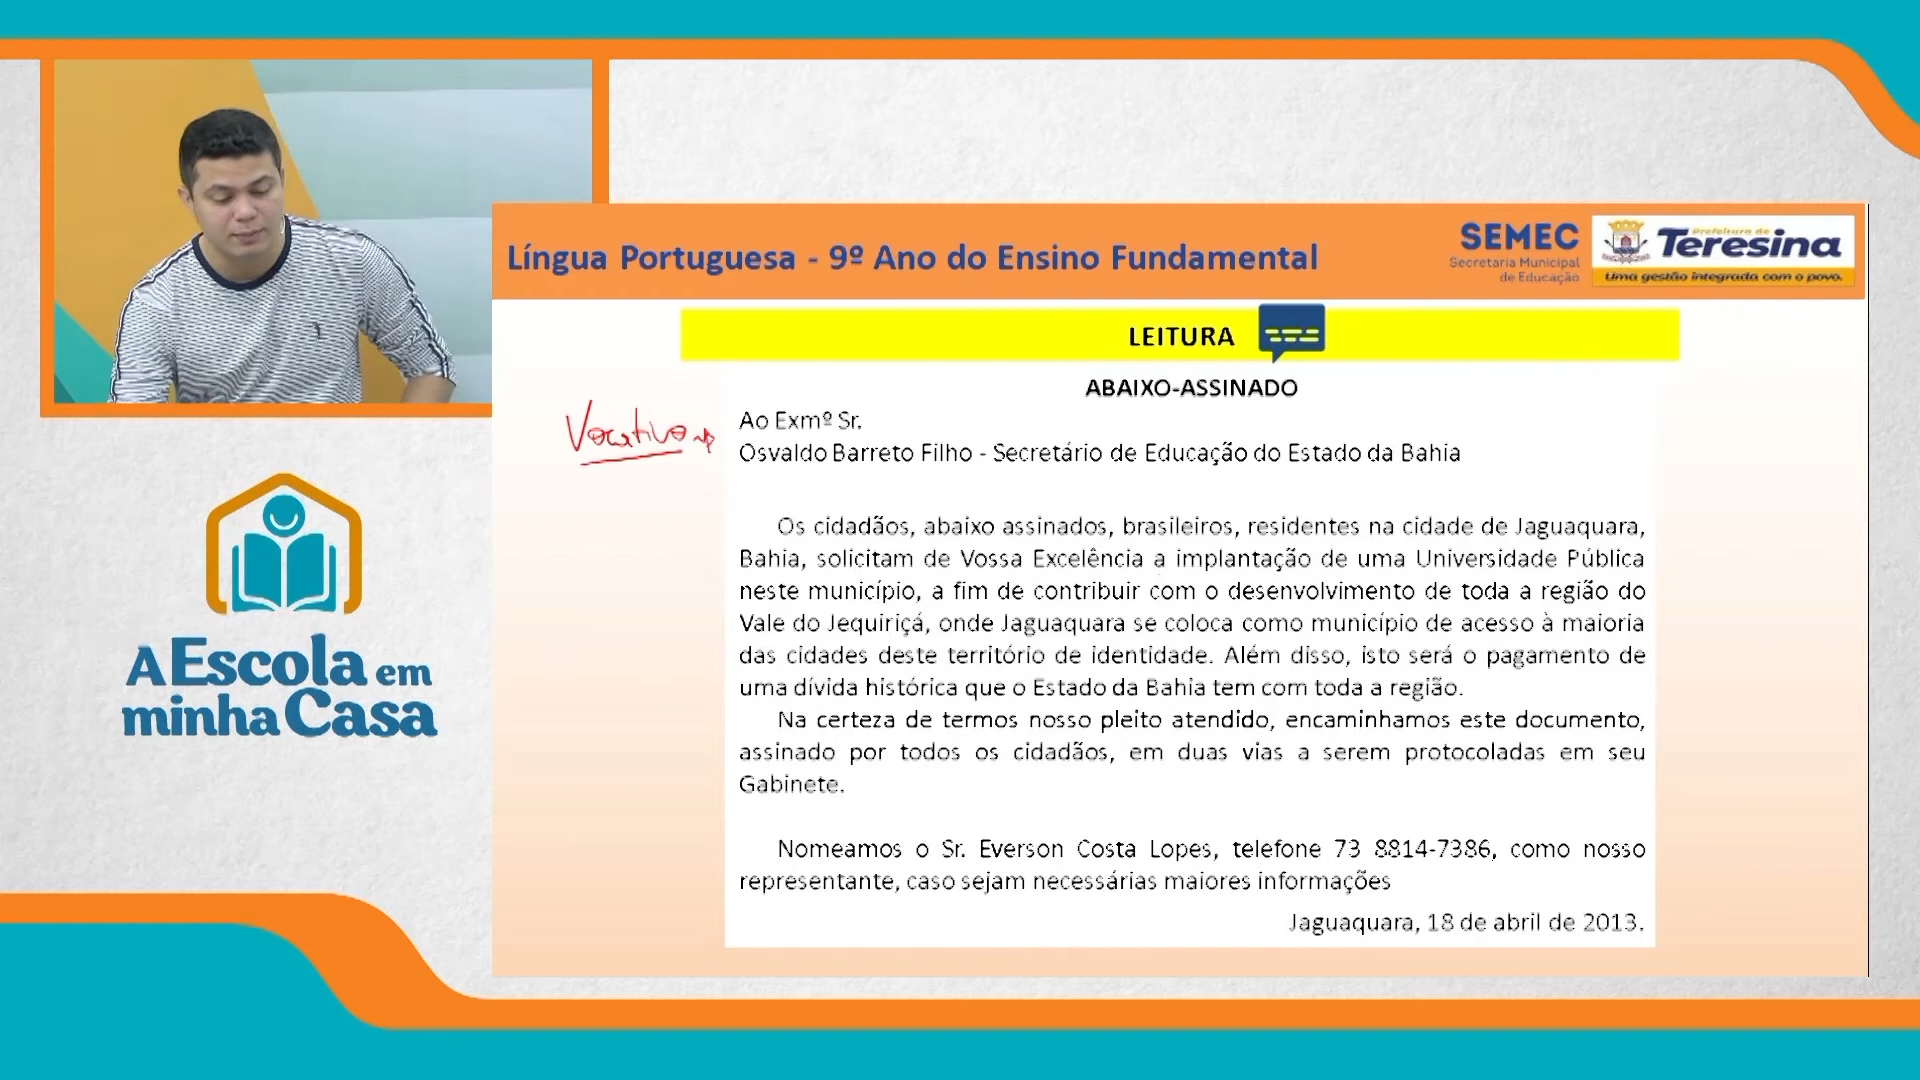 Língua Portuguesa - 9º Ano do Ensino Fundamental
SEMEC
Secretaria Municipal
de Educação
Prefeitura de
Teresina
Uma gestão integrada com o povo.
LEITURA
ABAIXO-ASSINADO
Vocativo
Ao Exmº Sr.
Osvaldo Barreto Filho - Secretário de Educação do Estado da Bahia
Os cidadãos, abaixo assinados, brasileiros, residentes na cidade de Jaguaquara,
Bahia, solicitam de Vossa Excelência a implantação de uma Universidade Pública
neste município, a fim de contribuir com o desenvolvimento de toda a região do
Vale do Jequiriçá, onde Jaguaquara se coloca como município de acesso à maioria
das cidades deste território de identidade. Além disso, isto será o pagamento de
uma dívida histórica que o Estado da Bahia tem com toda a região.
Na certeza de termos nosso pleito atendido, encaminhamos este documento,
assinado por todos os cidadãos, em duas vias a serem protocoladas em seu
Gabinete.
Nomeamos o Sr. Everson Costa Lopes, telefone 73 8814-7386, como nosso
representante, caso sejam necessárias maiores informações
Jaguaquara, 18 de abril de 2013.
A Escola em
minha Casa